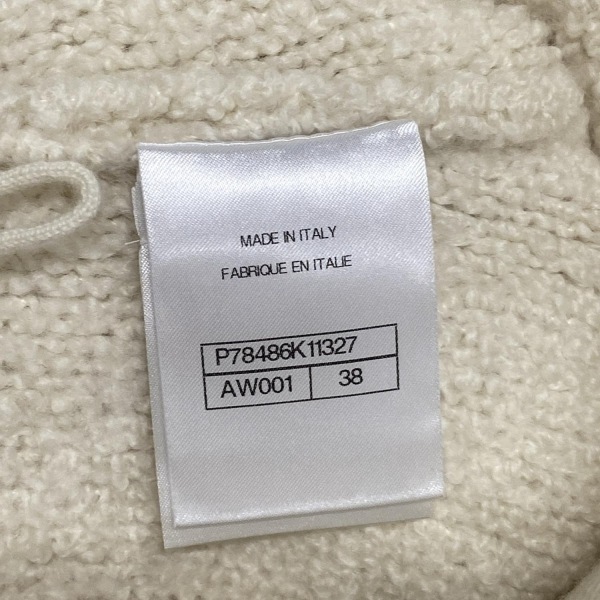 MADE IN ITALY
FABRIQUE EN ITALIE
P78486K11327
AW001 38